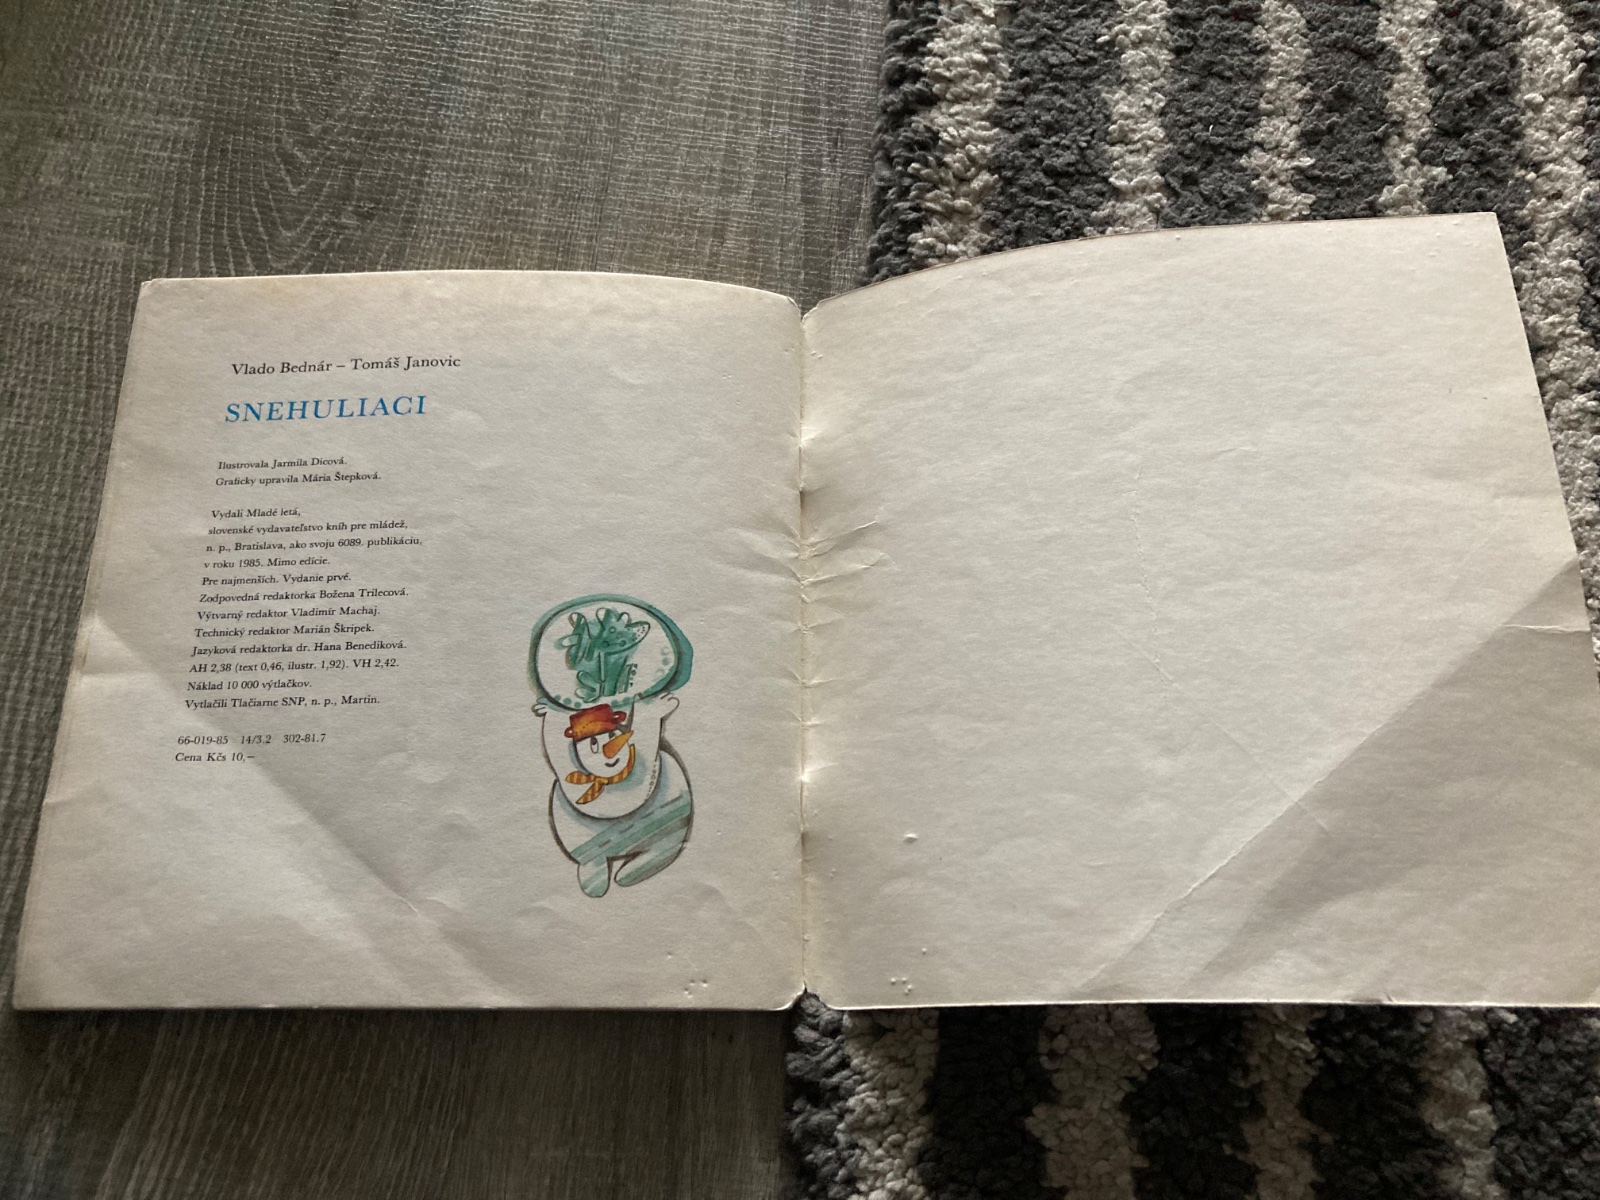 Vlado Bednár – Tomáš Janovic
SNEHULIACI
Ilustrovala Jarmila Dicová.
Graficky upravila Mária Štepková.
Vydali Mladé letá,
slovenské vydavateľstvo kníh pre mládež,
n. p., Bratislava, ako svoju 6089. publikáciu,
v roku 1985. Mimo edície.
Pre najmenších. Vydanie prvé.
Zodpovedná redaktorka Božena Trilecová.
Výtvarný redaktor Vladimír Machaj.
Technický redaktor Marián Škripek.
Jazyková redaktorka dr. Hana Benediková.
AH 2,38 (text 0,46, ilustr. 1,92). VH 2,42.
Náklad 10 000 výtlačkov.
Vytlačili Tlačiarne SNP, n. p., Martin.
66-019-85 14/3.2 302-81.7
Cena Kčs 10,–